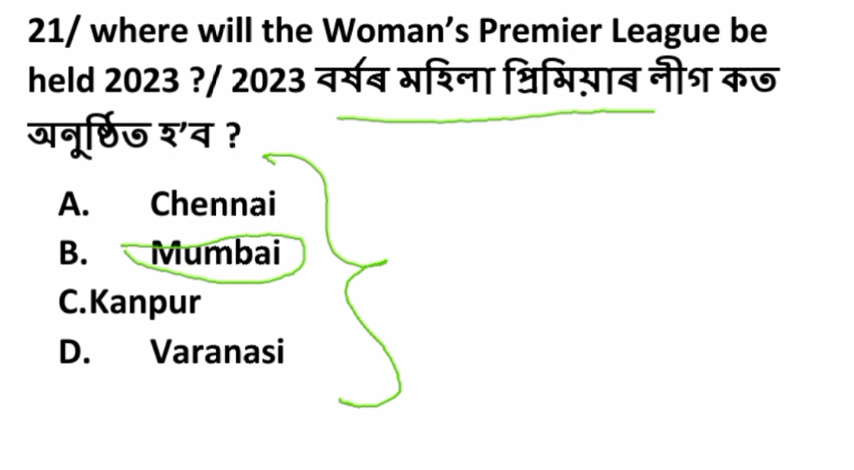 21/ where will the Woman’s Premier League be
held 2023 ?/ 2023 বৰ্ষৰ মহিলা প্ৰিমিয়াৰ লীগ কত
অনুষ্ঠিত হ’ব ?
A. Chennai
B. Mumbai
C.Kanpur
D. Varanasi